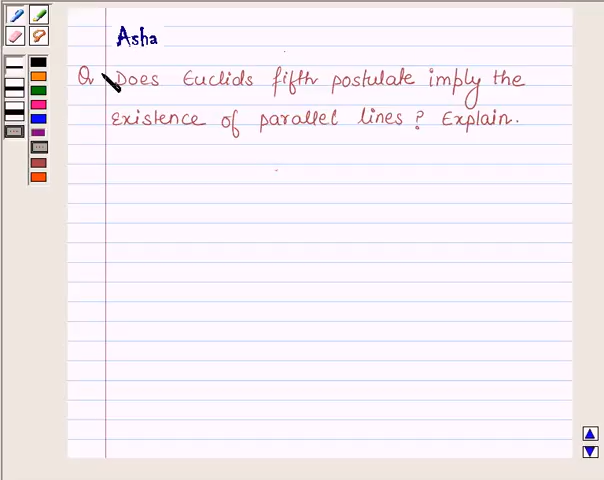 Asha
Q Does Euclids fifth postulate imply the
existence of parallel lines? Explain.